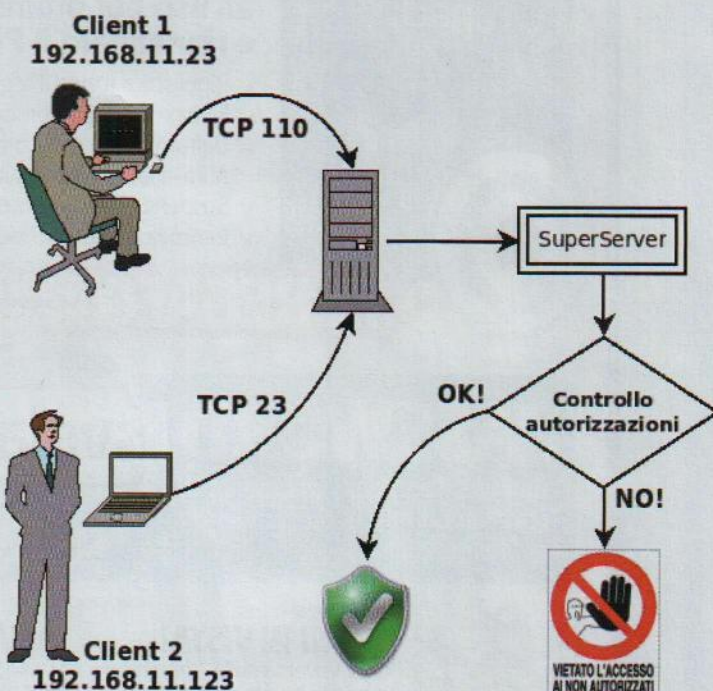 Client 1
192.168.11.23
TCP 110
SuperServer
TCP 23
OK!
Controllo
autorizzazioni
NO!
Client 2
192.168.11.123
VIETATO L'ACCESSO
AI NON AUTORIZZATI